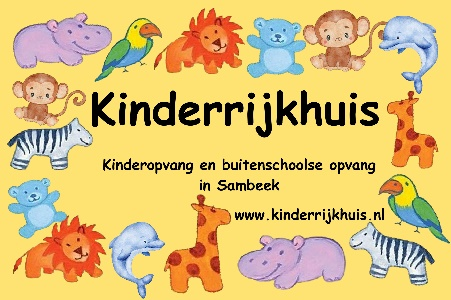 Kinderrijkhuis
Kinderopvang en buitenschoolse opvang
in Sambeek
www.kinderrijkhuis.nl